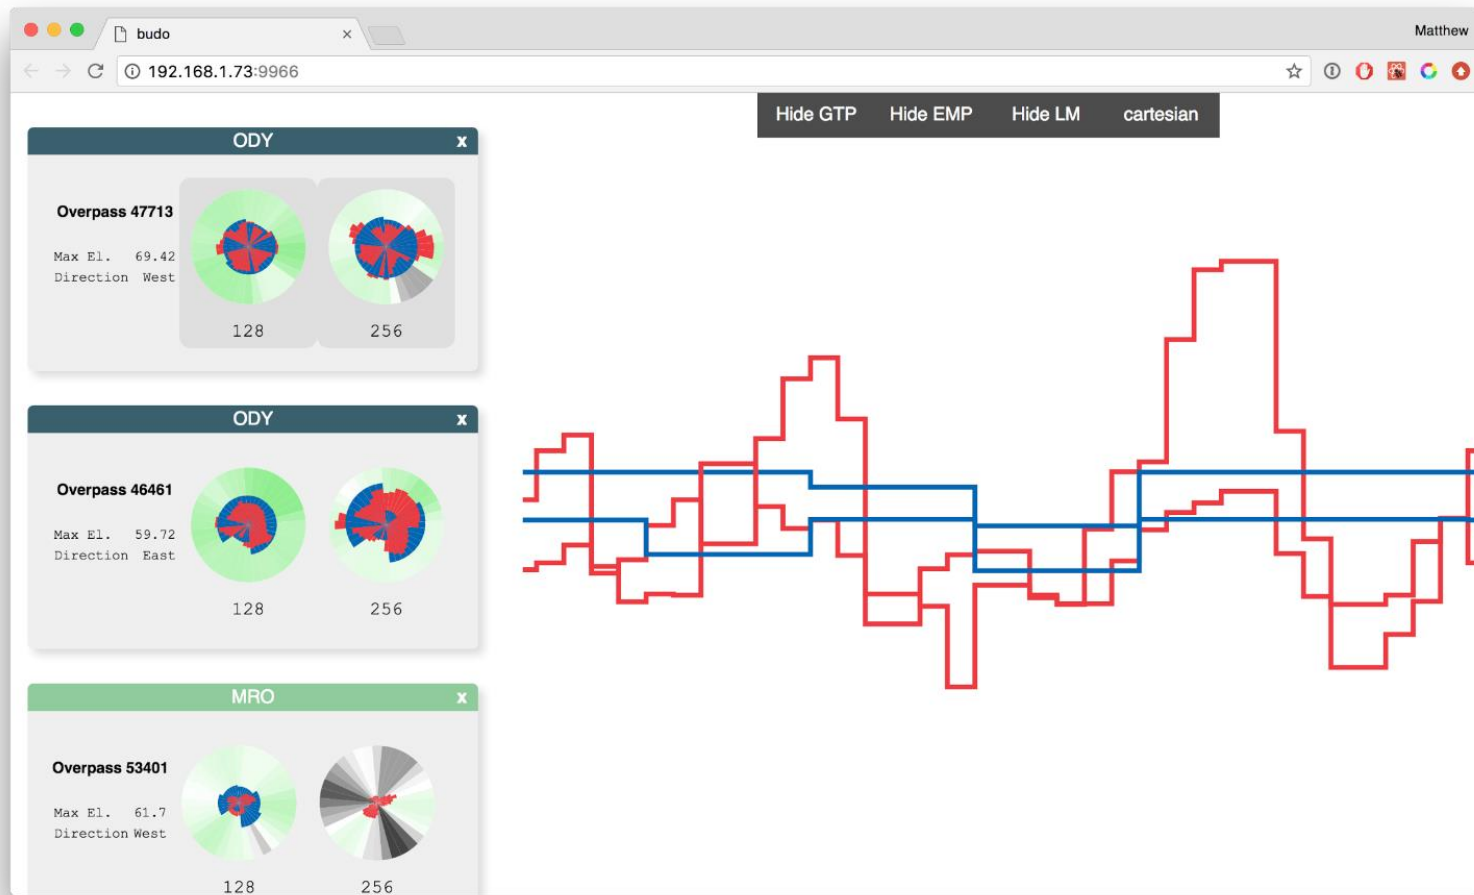 budo
Matthew
192.168.1.73:9966
Hide GTP Hide EMP Hide LM cartesian
ODY x
Overpass 47713
Max El. 69.42
Direction West
128 256
ODY x
Overpass 46461
Max El. 59.72
Direction East
128 256
MRO x
Overpass 53401
Max El. 61.7
Direction West
128 256